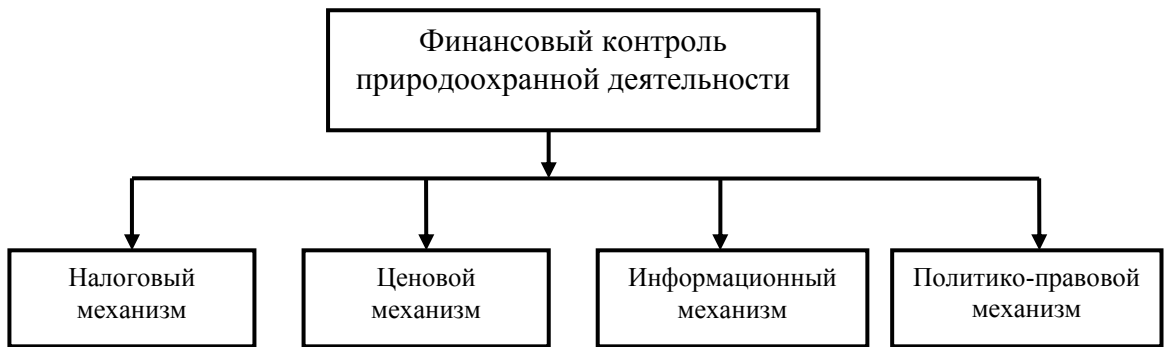 Финансовый контроль
природоохранной деятельности
Налоговый
механизм
Ценовой
механизм
Информационный
механизм
Политико-правовой
механизм